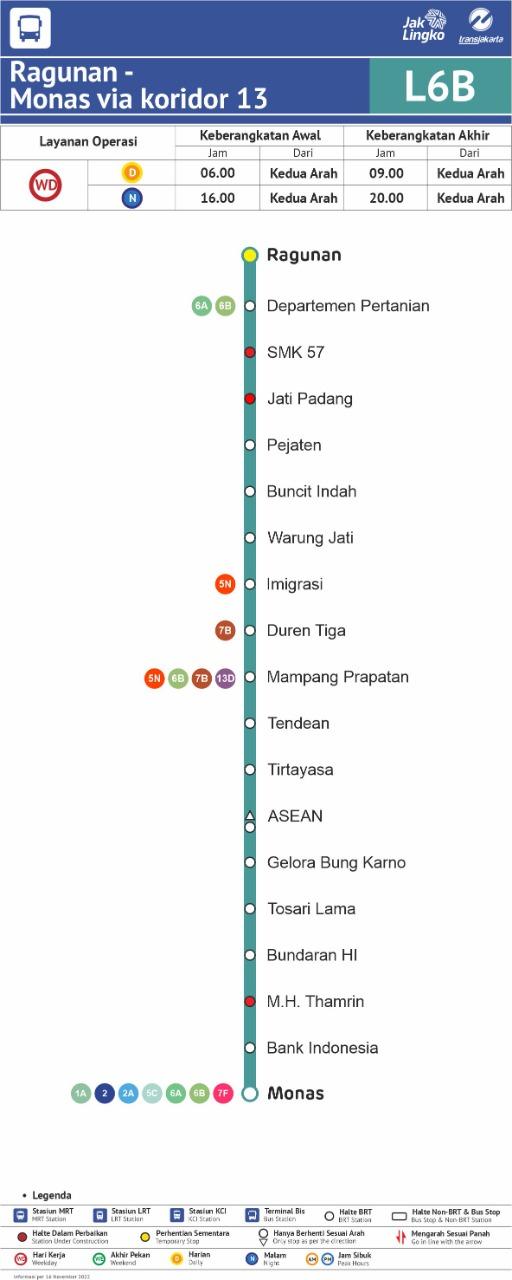 Jak
Lingko
transjakarta
Ragunan -
Monas via koridor 13
L6B
Layanan Operasi
Keberangkatan Awal
Keberangkatan Akhir
Jam
Dari
Jam
Dari
WD
D
06.00
Kedua Arah
09.00
Kedua Arah
N
16.00
Kedua Arah
20.00
Kedua Arah
Ragunan
6A 6B Departemen Pertanian
SMK 57
Jati Padang
Pejaten
Buncit Indah
Warung Jati
5N Imigrasi
7B Duren Tiga
5N 6B 7B 13D Mampang Prapatan
Tendean
Tirtayasa
ASEAN
Gelora Bung Karno
Tosari Lama
Bundaran HI
M.H. Thamrin
Bank Indonesia
1A 2 2A 5C 6A 6B 7F Monas
• Legenda
Stasiun MRT
MRT Station
Stasiun LRT
LRT Station
Stasiun KCI
KCI Station
Terminal Bis
Bus Station
Halte BRT
BRT Station
Halte Non-BRT & Bus Stop
Bus Stop & Non-BRT Station
Halte Dalam Perbaikan
Station Under Construction
Perhentian Sementara
Temporary Stop
Hanya Berhenti Sesuai Arah
Only stop as per the direction
Mengarah Sesuai Panah
Go in line with the arrow
WD Hari Kerja
Weekday
WE Akhir Pekan
Weekend
D Harian
Daily
N Malam
Night
AM PM Jam Sibuk
Peak Hours
Informasi per 16 November 2022